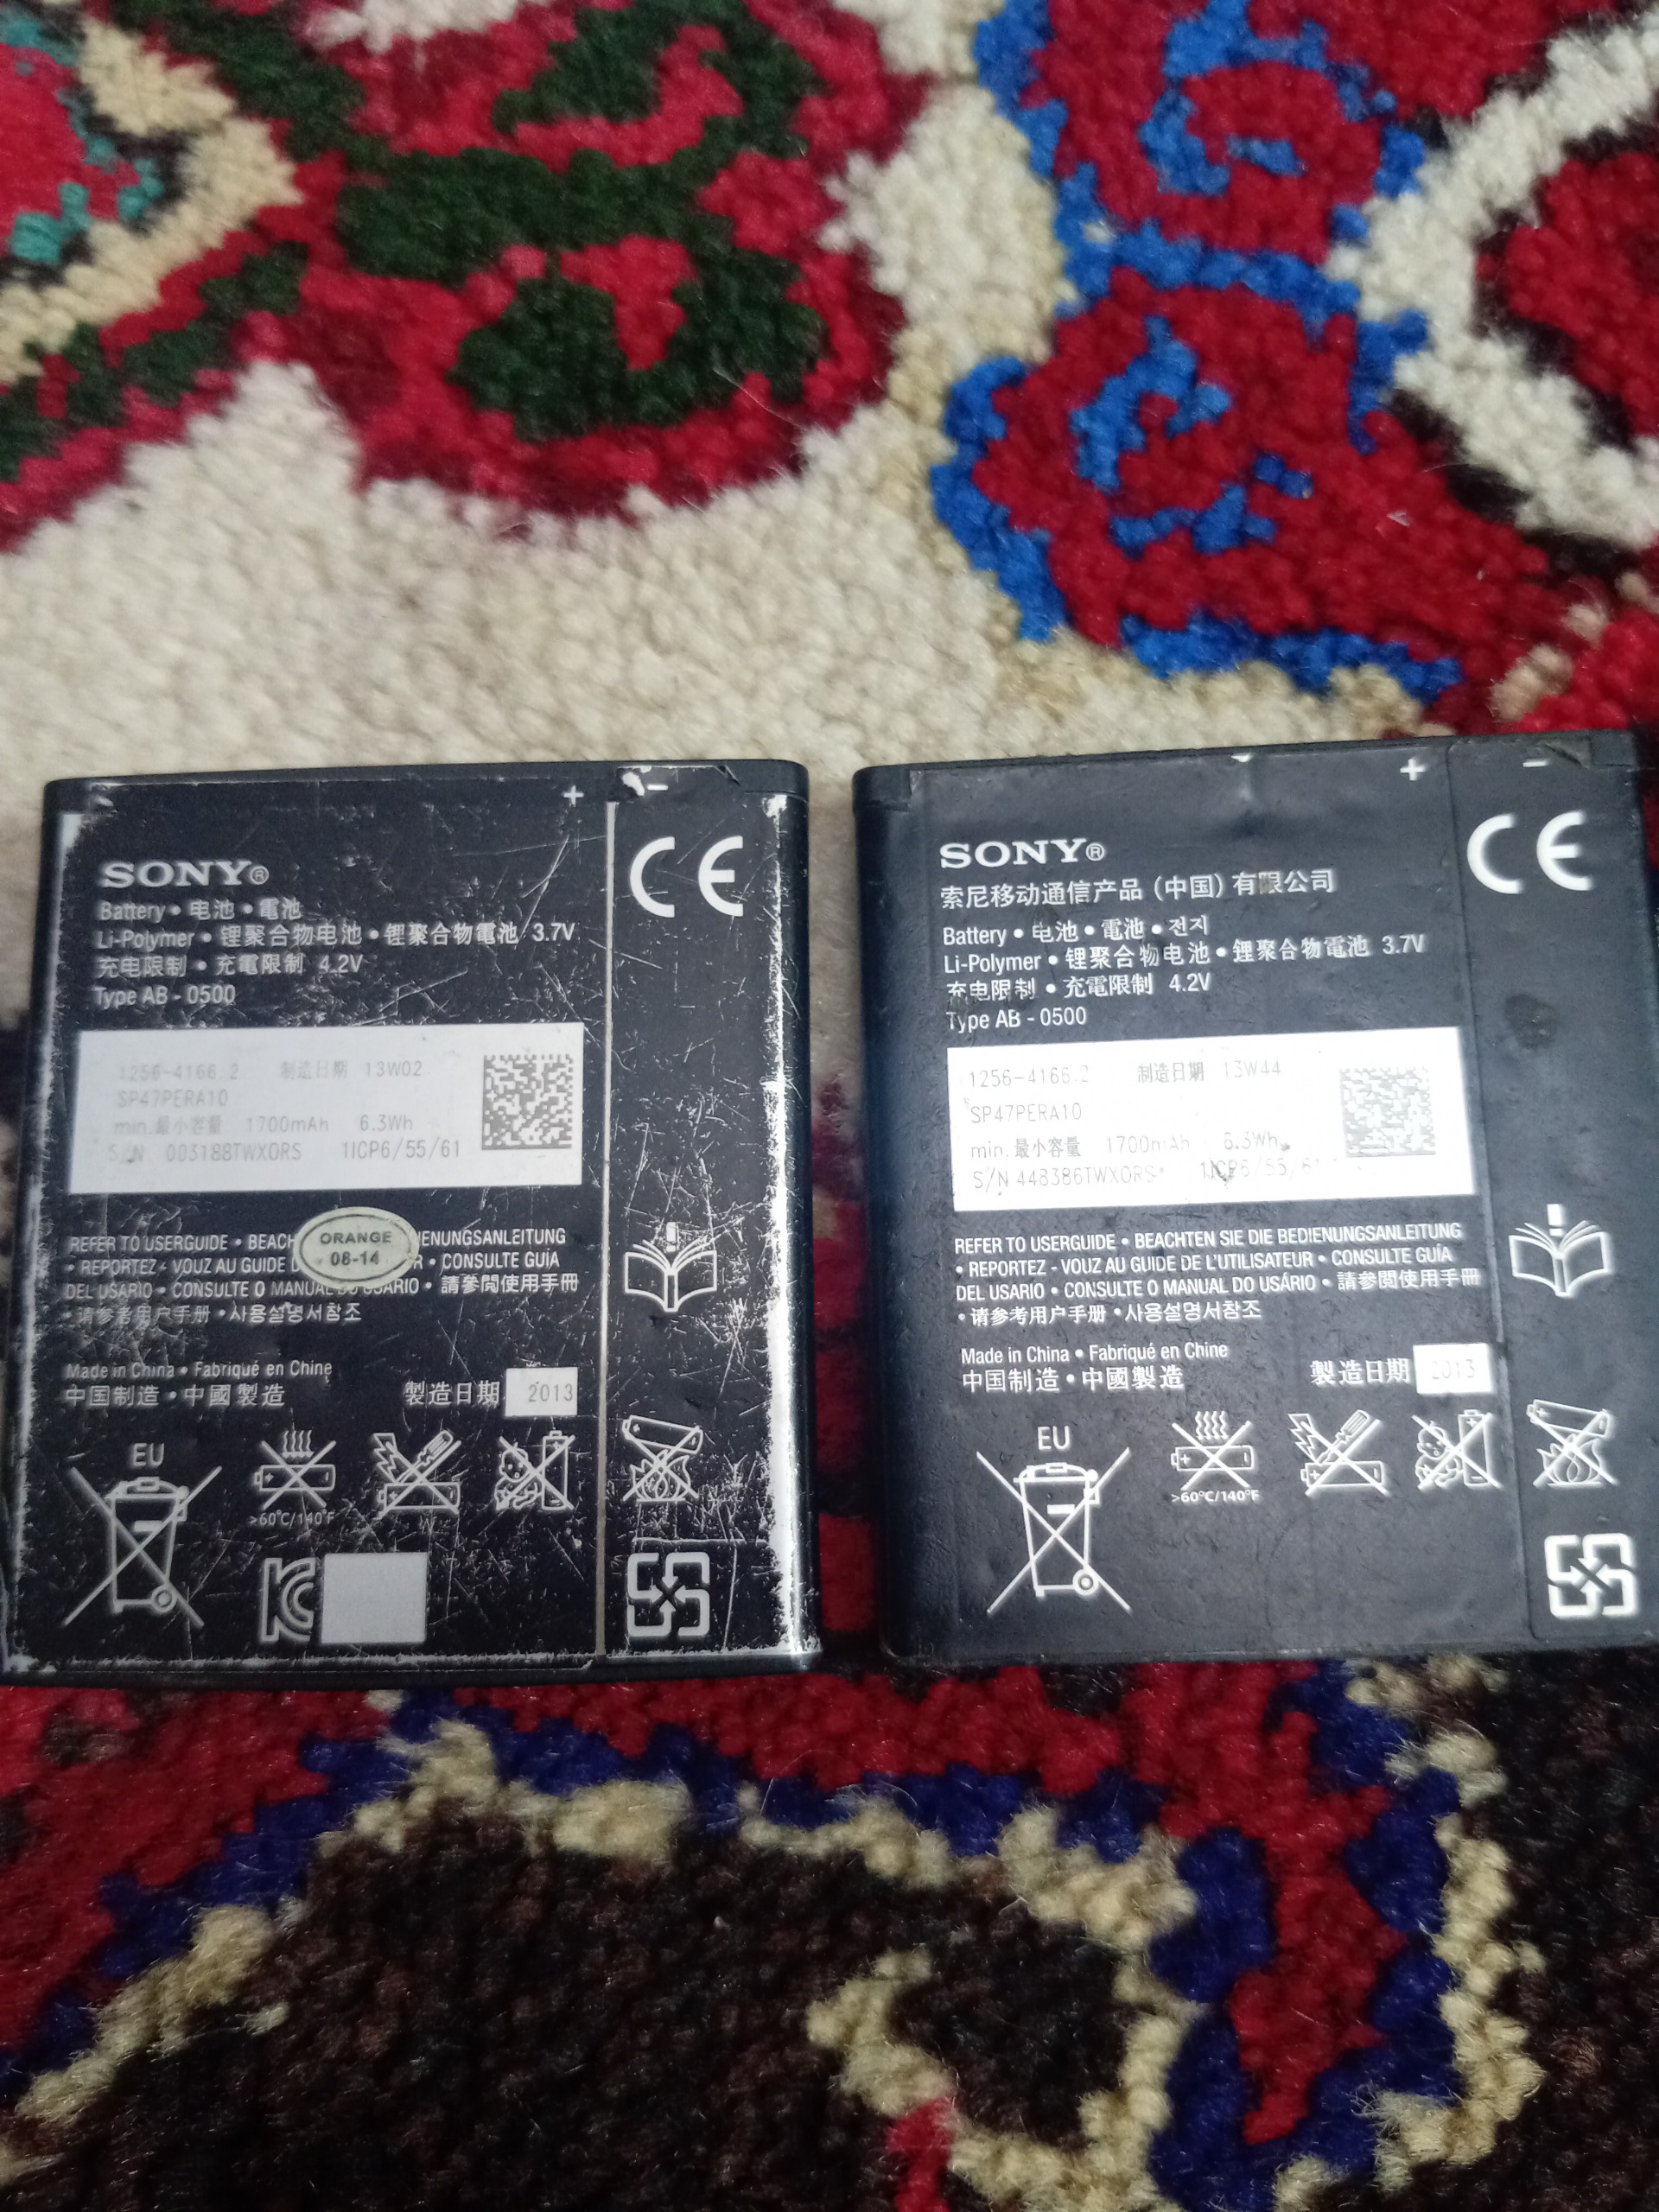 + -
SONY®
CE
Battery • 电池 • 電池
Li-Polymer • 锂聚合物电池 • 锂聚合物電池 3.7V
充电限制 • 充電限制 4.2V
Type AB - 0500
1256-4166.2 制造日期 13W02
SP47PERA10
min.最小容量 1700mAh 6.3Wh
S/N 003188TWXORS 1ICP6/55/61
REFER TO USERGUIDE • BEACH IENUNGSANLEITUNG
ORANGE
08-14
• REPORTEZ - VOUZ AU GUIDE D R • CONSULTE GUÍA
DEL USARIO • CONSULTE O MANUAL DO USÁRIO • 請參閱使用手冊
• 请参考用户手册 • 사용설명서참조
Made in China • Fabriqué en Chine
中国制造 • 中國製造 製造日期 2013
EU
>60°C/140°F
KC
+ -
SONY®
CE
索尼移动通信产品（中国）有限公司
Battery • 电池 • 電池 • 전지
Li-Polymer • 锂聚合物电池 • 锂聚合物電池 3.7V
充电限制 • 充電限制 4.2V
Type AB - 0500
1256-4166.2 制造日期 13W44
SP47PERA10
min.最小容量 1700mAh 6.3Wh
S/N 448386TWXORS 1ICP6/55/61
REFER TO USERGUIDE • BEACHTEN SIE DIE BEDIENUNGSANLEITUNG
• REPORTEZ - VOUZ AU GUIDE DE L'UTILISATEUR • CONSULTE GUÍA
DEL USARIO • CONSULTE O MANUAL DO USÁRIO • 請參閱使用手冊
• 请参考用户手册 • 사용설명서참조
Made in China • Fabriqué en Chine
中国制造 • 中國製造 製造日期 2013
EU
>60°C/140°F